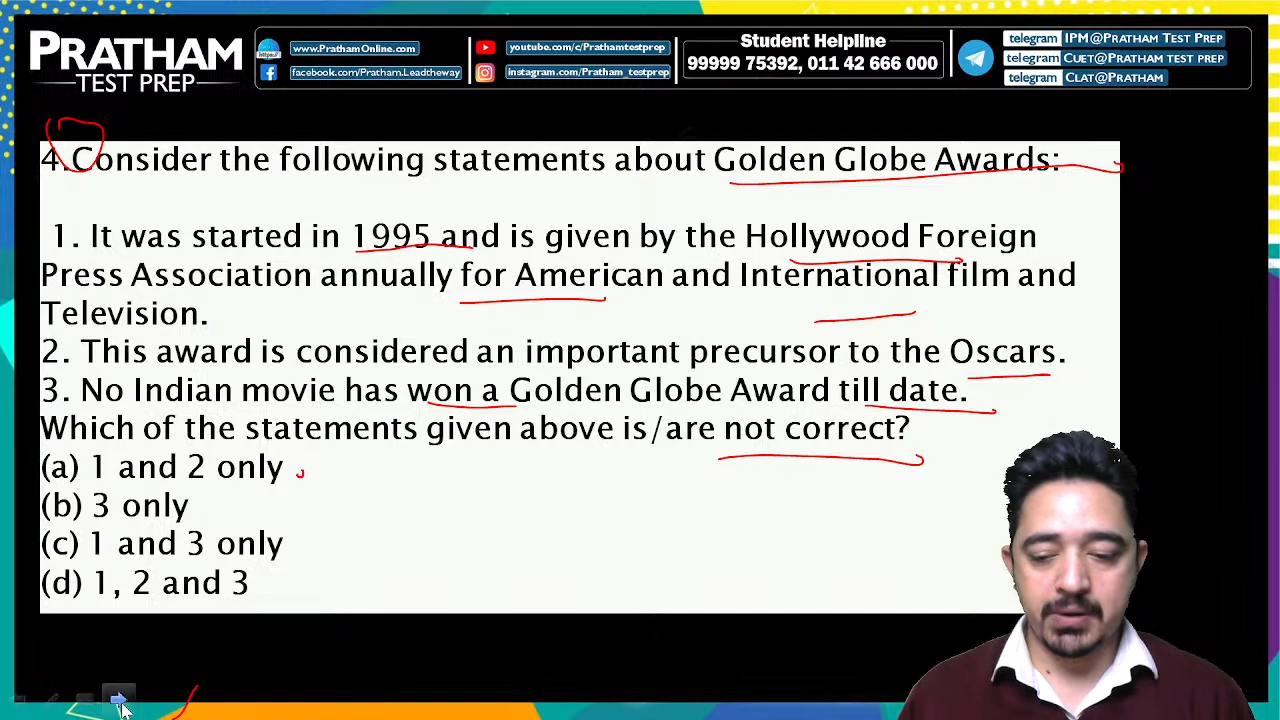 PRATHAM
TEST PREP
https://
www.PrathamOnline.com
facebook.com/Pratham.Leadtheway
youtube.com/c/Prathamtestprep
instagram.com/Pratham_testprep
Student Helpline
99999 75392, 011 42 666 000
telegram IPM@PRATHAM TEST PREP
telegram CUET@PRATHAM TEST PREP
telegram CLAT@PRATHAM
4.Consider the following statements about Golden Globe Awards:
1. It was started in 1995 and is given by the Hollywood Foreign
Press Association annually for American and International film and
Television.
2. This award is considered an important precursor to the Oscars.
3. No Indian movie has won a Golden Globe Award till date.
Which of the statements given above is/are not correct?
(a) 1 and 2 only
(b) 3 only
(c) 1 and 3 only
(d) 1, 2 and 3